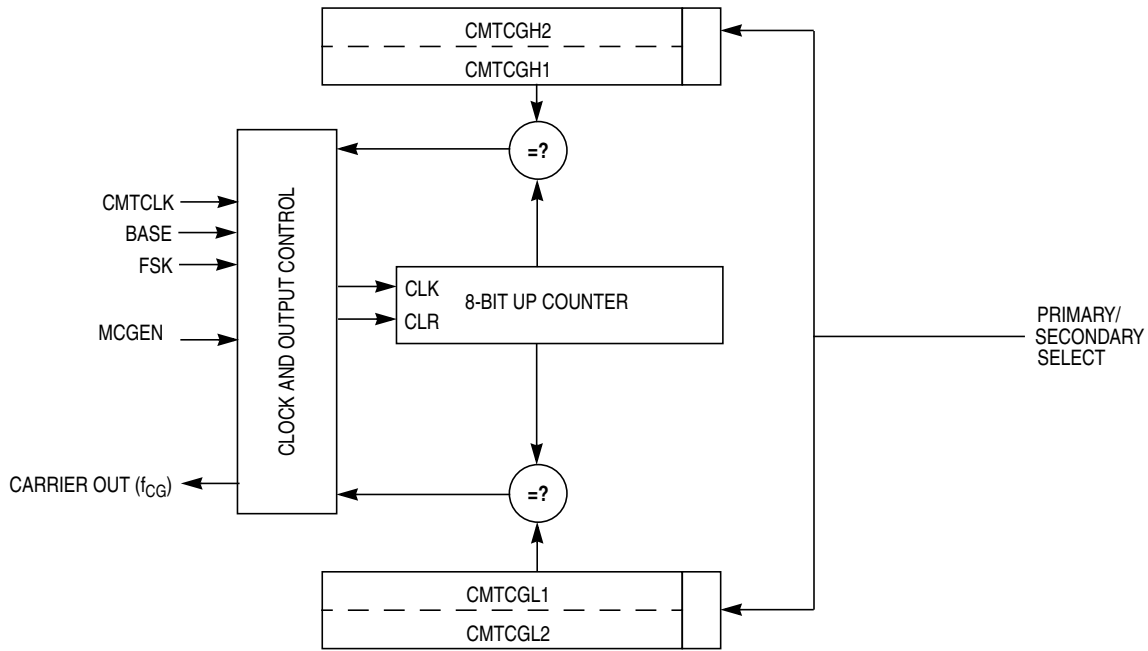 CMTCGH2
CMTCGH1
=?
CLOCK AND OUTPUT CONTROL
CMTCLK
BASE
FSK
MCGEN
CLK
CLR
8-BIT UP COUNTER
PRIMARY/
SECONDARY
SELECT
CARRIER OUT (fCG)
=?
CMTCGL1
CMTCGL2